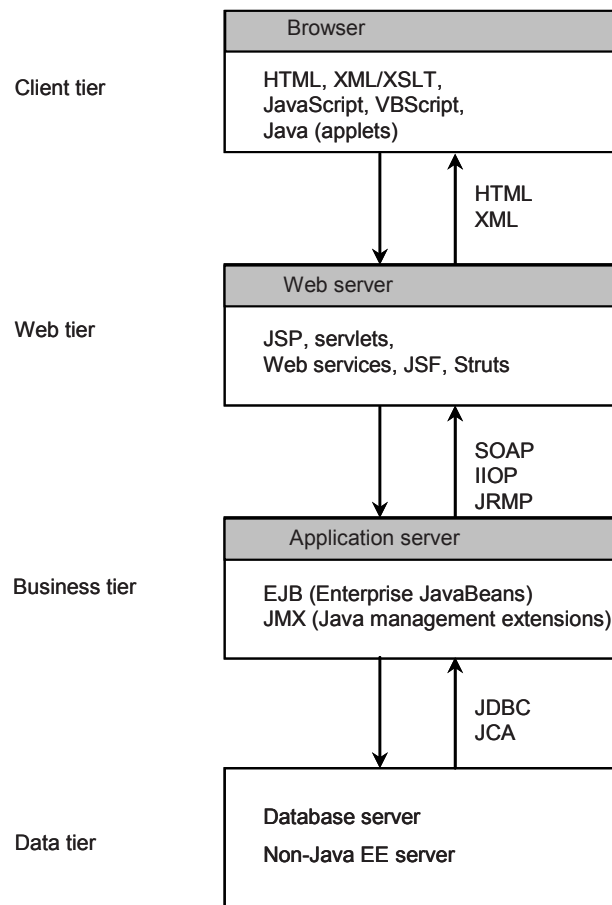 Browser
Client tier
HTML, XML/XSLT,
JavaScript, VBScript,
Java (applets)
HTML
XML
Web server
Web tier
JSP, servlets,
Web services, JSF, Struts
SOAP
IIOP
JRMP
Application server
Business tier
EJB (Enterprise JavaBeans)
JMX (Java management extensions)
JDBC
JCA
Database server
Data tier
Non-Java EE server